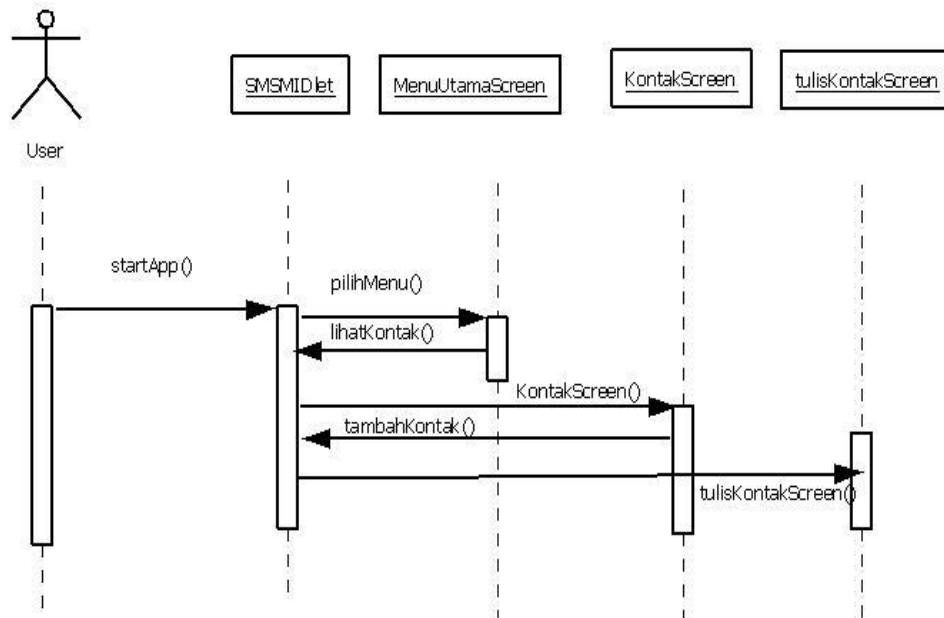 SMSMIDlet
MenuUtamaScreen
KontakScreen
tulisKontakScreen
User
startApp()
pilihMenu()
lihatKontak()
KontakScreen()
tambahKontak()
tulisKontakScreen()